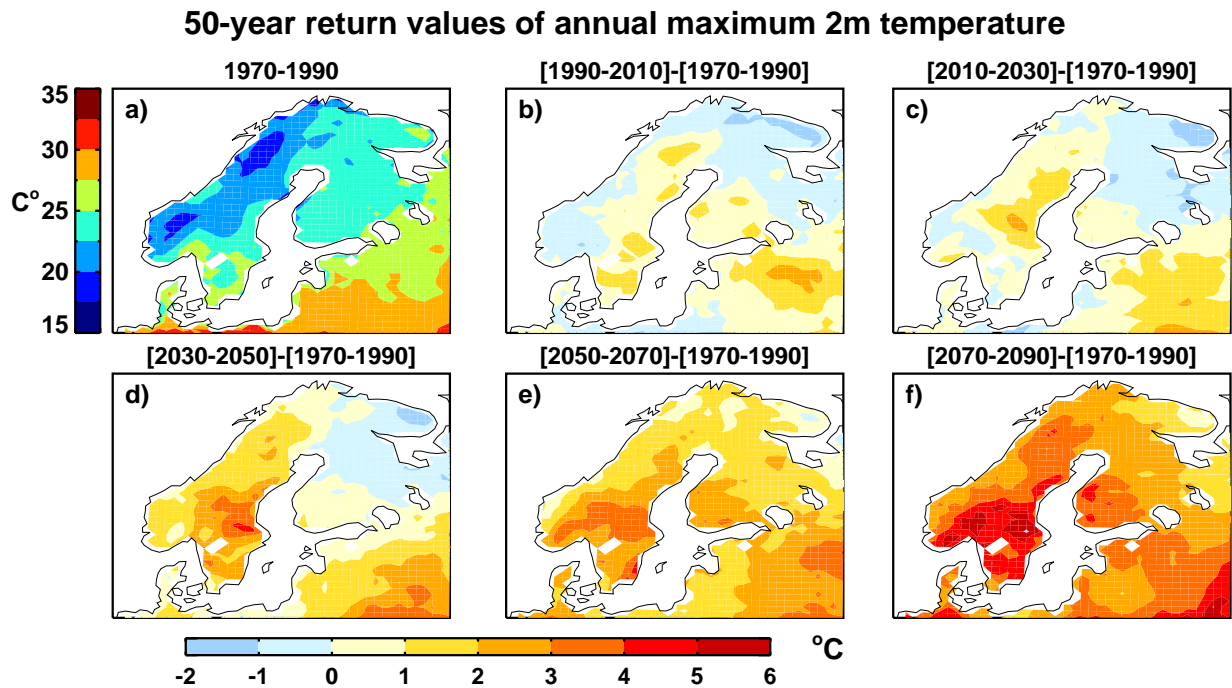 50-year return values of annual maximum 2m temperature
1970-1990
[1990-2010]-[1970-1990]
[2010-2030]-[1970-1990]
35
30
C°
25
20
15
a)
b)
c)
[2030-2050]-[1970-1990]
[2050-2070]-[1970-1990]
[2070-2090]-[1970-1990]
d)
e)
f)
-2 -1 0 1 2 3 4 5 6
°C